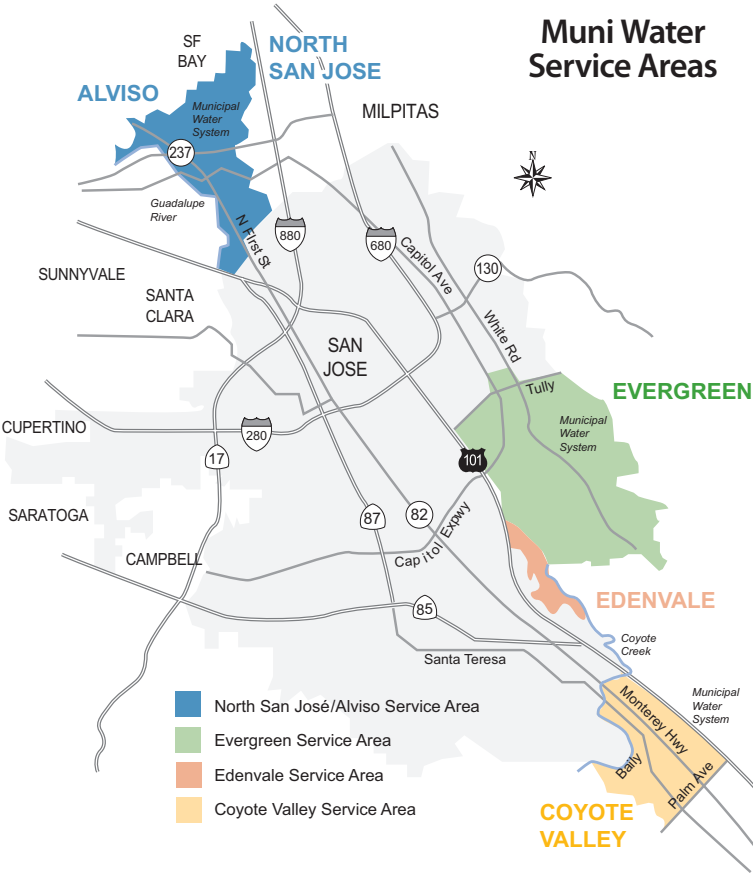 Muni Water
Service Areas
SF
BAY
NORTH
SAN JOSE
ALVISO
Municipal
Water
System
MILPITAS
237
N
Guadalupe
River
N First St
880
680
Capitol Ave
130
SUNNYVALE
SANTA
CLARA
White Rd
SAN
JOSE
Tully
EVERGREEN
Municipal
Water
System
CUPERTINO
280
17
101
SARATOGA
87
82
Capitol Expwy
CAMPBELL
EDENVALE
85
Coyote
Creek
Santa Teresa
Municipal
Water
System
Monterey Hwy
Baily
Palm Ave
North San José/Alviso Service Area
Evergreen Service Area
Edenvale Service Area
Coyote Valley Service Area
COYOTE
VALLEY